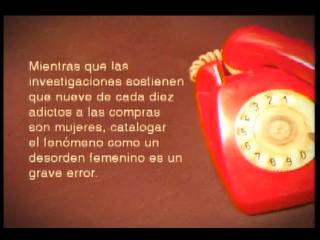 Mientras que las
investigaciones sostienen
que nueve de cada diez
adictos a las compras
son mujeres, catalogar
el fenómeno como un
desorden femenino es un
grave error.